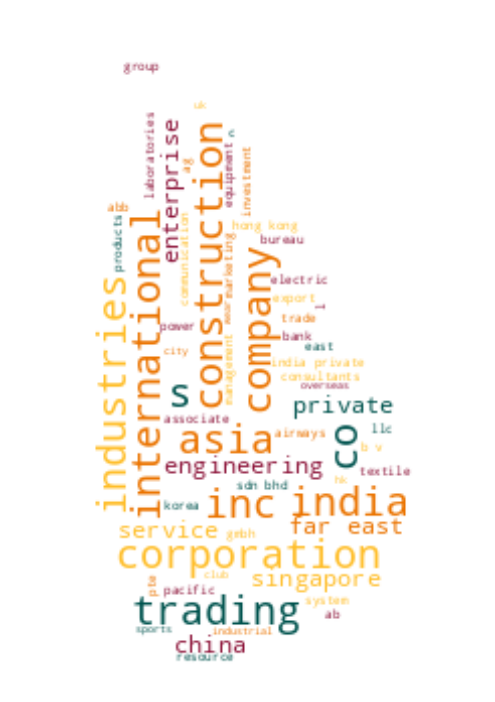 group
uk
laboratories
enterprise
construction
c
equipment
ag
investment
abb
products
international
communication
hong kong
bureau
marketing
company
electric
industries
export
l
near
trade
power
bank
east
city
management
india private
consultants
overseas
s
private
associate
co
llc
asia
airways
b v
engineering
textile
hk
sdn bhd
korea
inc
india
service
gmbh
far east
corporation
club
singapore
pte
pacific
system
trading
ab
sports
industrial
china
resource